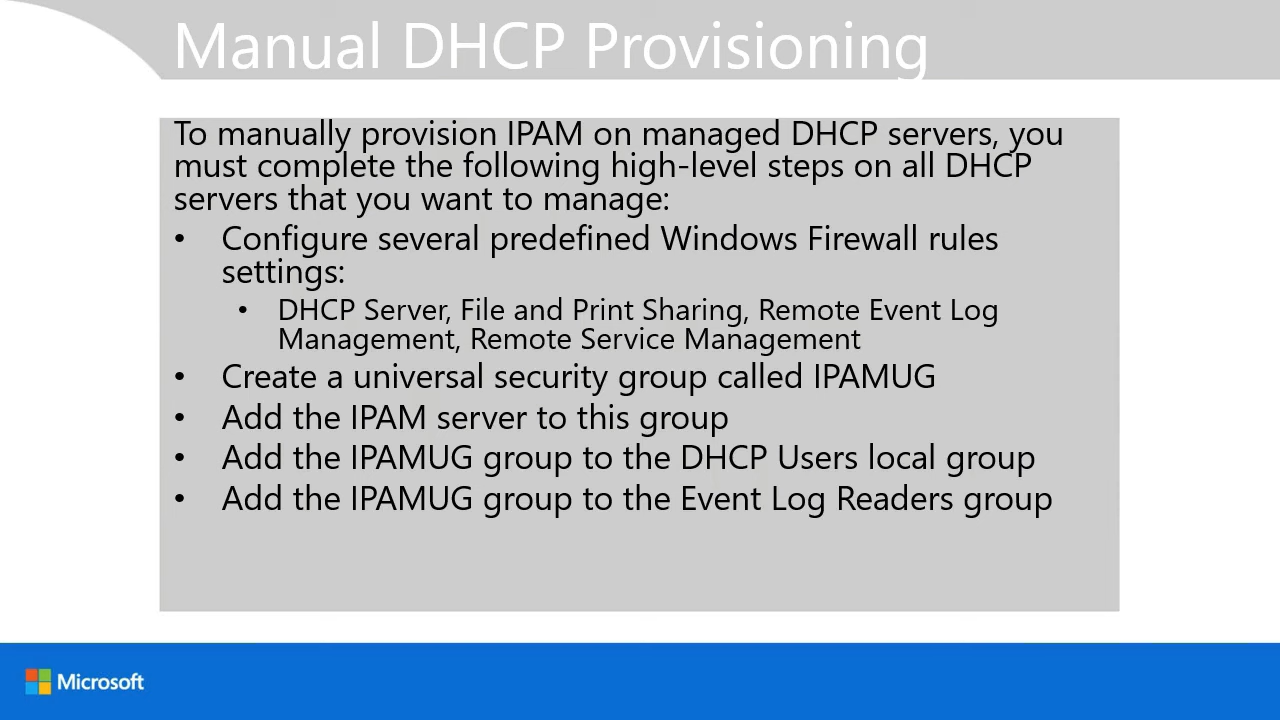 Manual DHCP Provisioning
To manually provision IPAM on managed DHCP servers, you
must complete the following high-level steps on all DHCP
servers that you want to manage:
• Configure several predefined Windows Firewall rules
settings:
• DHCP Server, File and Print Sharing, Remote Event Log
Management, Remote Service Management
• Create a universal security group called IPAMUG
• Add the IPAM server to this group
• Add the IPAMUG group to the DHCP Users local group
• Add the IPAMUG group to the Event Log Readers group
Microsoft